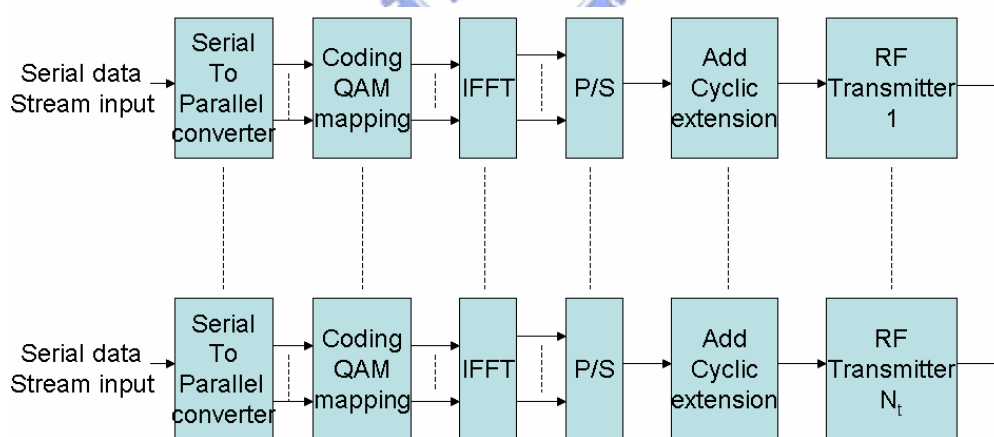 Serial data
Stream input
Serial
To
Parallel
converter
Coding
QAM
mapping
IFFT
P/S
Add
Cyclic
extension
RF
Transmitter
1
Serial data
Stream input
Serial
To
Parallel
converter
Coding
QAM
mapping
IFFT
P/S
Add
Cyclic
extension
RF
Transmitter
Nₜ